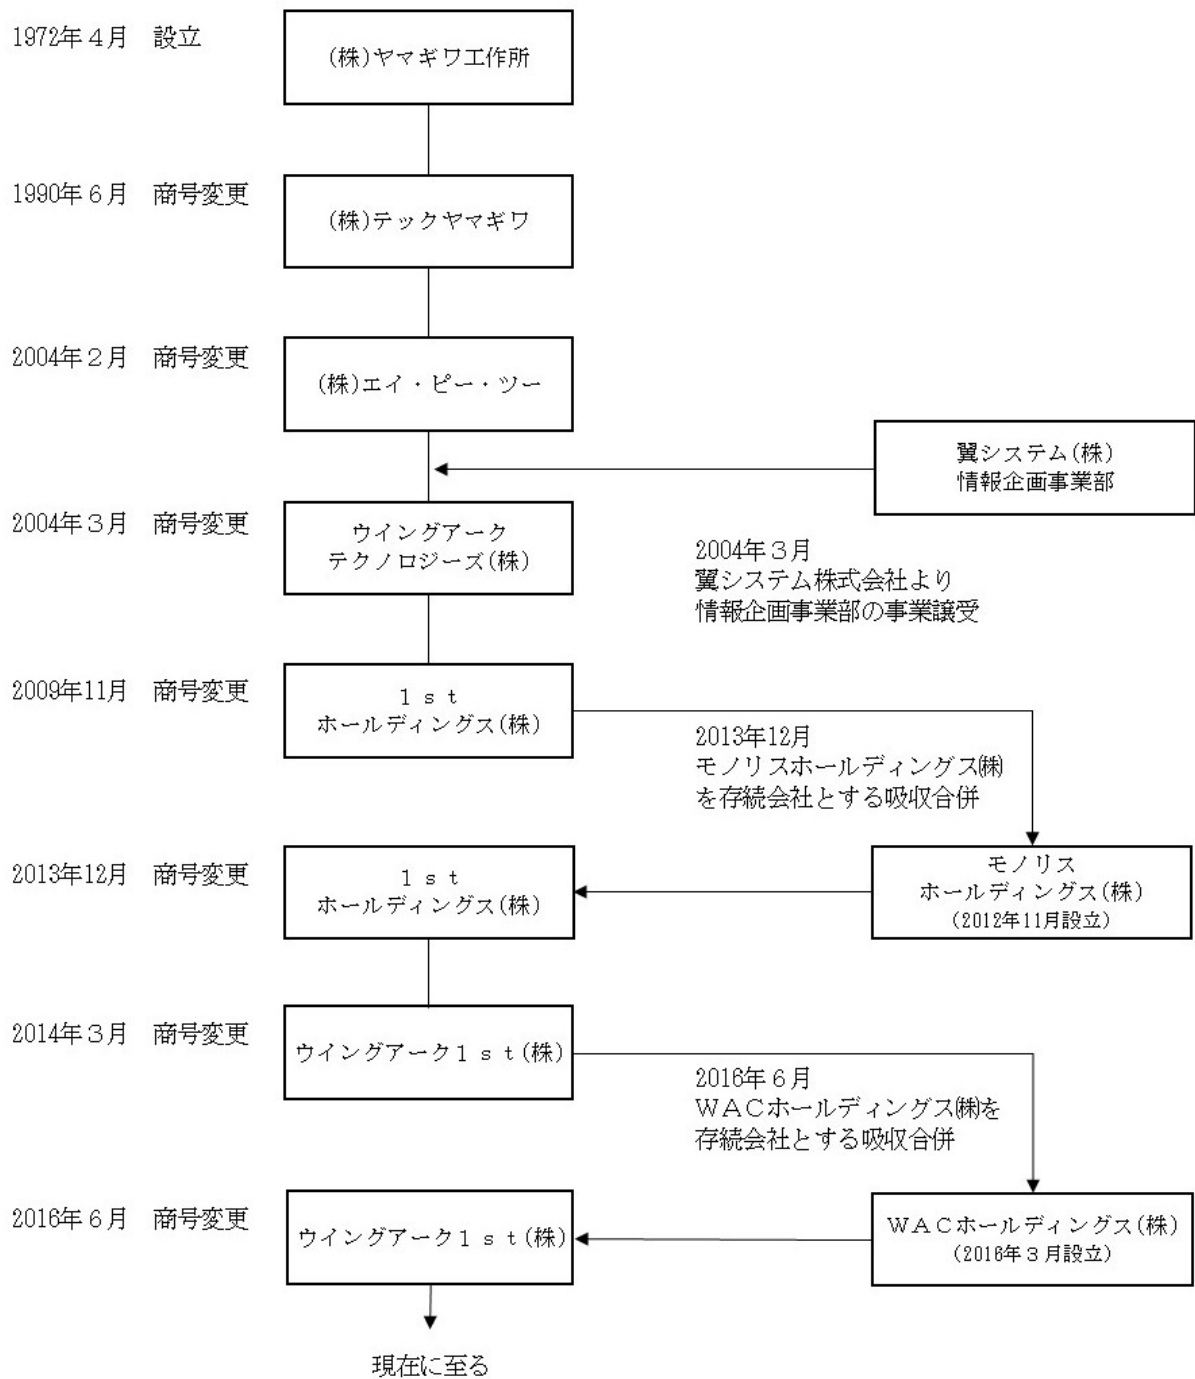 1972年４月　設立
(株)ヤマギワ工作所
1990年６月　商号変更
(株)テックヤマギワ
2004年２月　商号変更
(株)エイ・ピー・ツー
翼システム(株)
情報企画事業部
2004年３月　商号変更
ウイングアーク
テクノロジーズ(株)
2004年３月
翼システム株式会社より
情報企画事業部の事業譲受
2009年11月　商号変更
１ｓｔ
ホールディングス(株)
2013年12月
モノリスホールディングス㈱
を存続会社とする吸収合併
2013年12月　商号変更
１ｓｔ
ホールディングス(株)
モノリス
ホールディングス(株)
(2012年11月設立)
2014年３月　商号変更
ウイングアーク１ｓｔ(株)
2016年６月
ＷＡＣホールディングス㈱を
存続会社とする吸収合併
2016年６月　商号変更
ウイングアーク１ｓｔ(株)
ＷＡＣホールディングス(株)
(2016年３月設立)
現在に至る